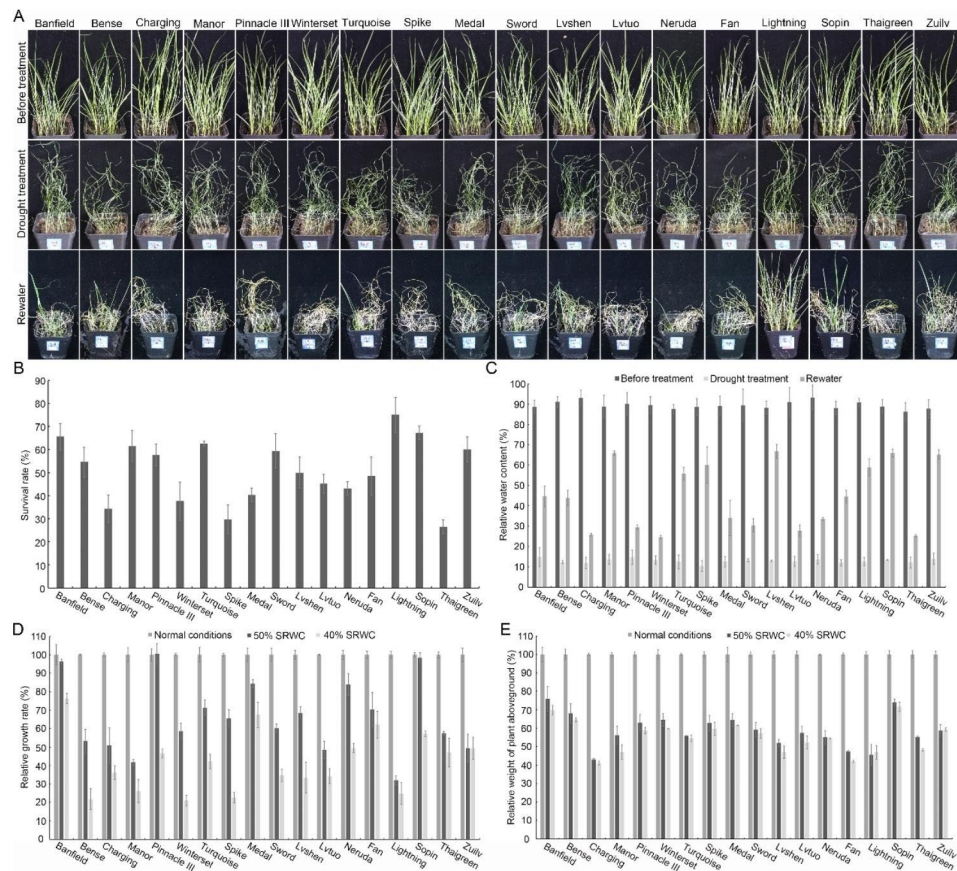 A
Banfield Bense Charging Manor Pinnacle III Winterset Turquoise Spike Medal Sword Lvshen Lvtuo Neruda Fan Lightning Sopin Thaigreen Zuilv
Before treatment
Drought treatment
Rewater
B
Survival rate (%)
90
80
70
60
50
40
30
20
10
0
Banfield Bense Charging Manor Pinnacle III Winterset Turquoise Spike Medal Sword Lvshen Lvtuo Neruda Fan Lightning Sopin Thaigreen Zuilv
C
Before treatment Drought treatment Rewater
Relative water content (%)
100
90
80
70
60
50
40
30
20
10
0
Banfield Bense Charging Manor Pinnacle III Winterset Turquoise Spike Medal Sword Lvshen Lvtuo Neruda Fan Lightning Sopin Thaigreen Zuilv
D
Normal conditions 50% SRWC 40% SRWC
Relative growth rate (%)
110
100
90
80
70
60
50
40
30
20
10
0
Banfield Bense Charging Manor Pinnacle III Winterset Turquoise Spike Medal Sword Lvshen Lvtuo Neruda Fan Lightning Sopin Thaigreen Zuilv
E
Normal conditions 50% SRWC 40% SRWC
Relative weight of plant aboveground (%)
110
100
90
80
70
60
50
40
30
20
10
0
Banfield Bense Charging Manor Pinnacle III Winterset Turquoise Spike Medal Sword Lvshen Lvtuo Neruda Fan Lightning Sopin Thaigreen Zuilv